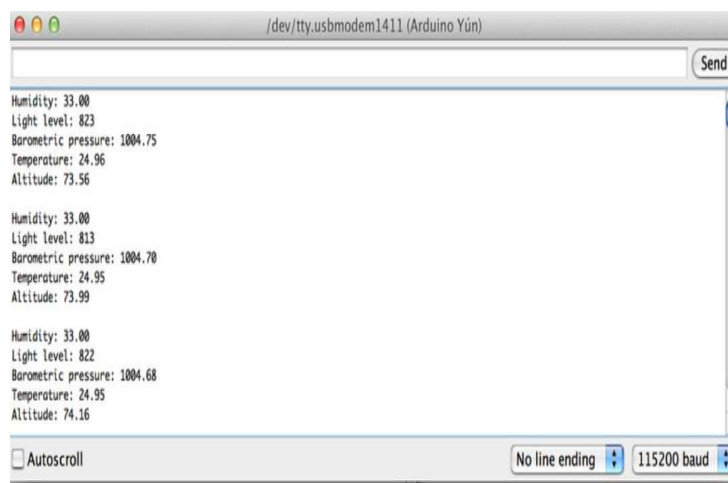 /dev/tty.usbmodem1411 (Arduino Yún)
Send
Humidity: 33.00
Light level: 823
Barometric pressure: 1004.75
Temperature: 24.96
Altitude: 73.56
Humidity: 33.00
Light level: 813
Barometric pressure: 1004.70
Temperature: 24.95
Altitude: 73.99
Humidity: 33.00
Light level: 822
Barometric pressure: 1004.68
Temperature: 24.95
Altitude: 74.16
Autoscroll
No line ending
115200 baud